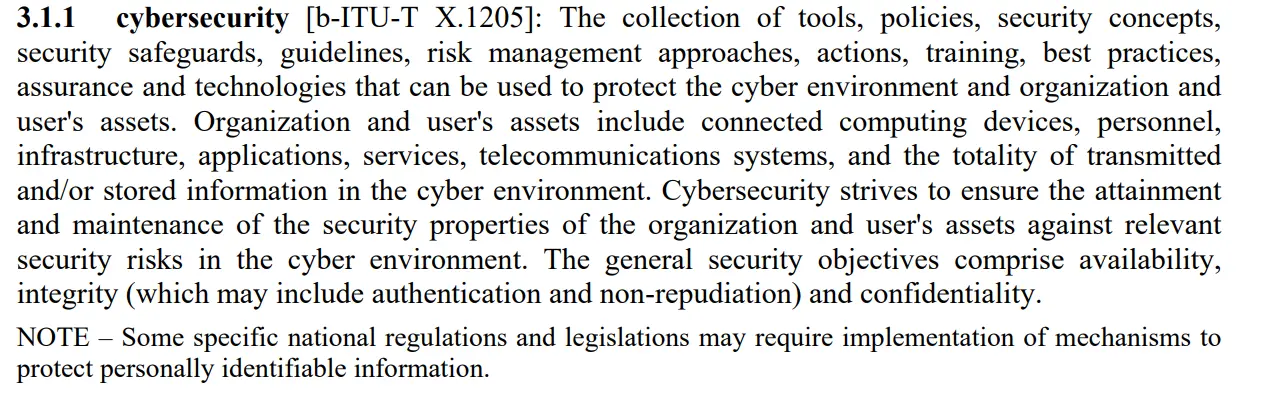 3.1.1 cybersecurity [b-ITU-T X.1205]: The collection of tools, policies, security concepts,
security safeguards, guidelines, risk management approaches, actions, training, best practices,
assurance and technologies that can be used to protect the cyber environment and organization and
user's assets. Organization and user's assets include connected computing devices, personnel,
infrastructure, applications, services, telecommunications systems, and the totality of transmitted
and/or stored information in the cyber environment. Cybersecurity strives to ensure the attainment
and maintenance of the security properties of the organization and user's assets against relevant
security risks in the cyber environment. The general security objectives comprise availability,
integrity (which may include authentication and non-repudiation) and confidentiality.
NOTE – Some specific national regulations and legislations may require implementation of mechanisms to
protect personally identifiable information.